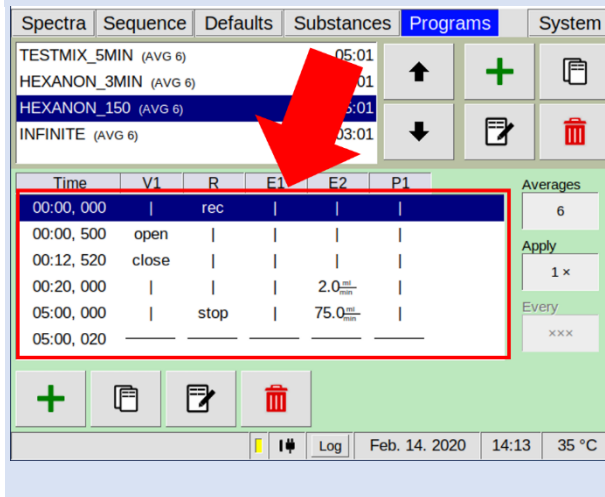 Spectra Sequence Defaults Substances Programs System
TESTMIX_5MIN (AVG 6) 05:01
HEXANON_3MIN (AVG 6) 01
HEXANON_150 (AVG 6) :01
INFINITE (AVG 6) 03:01
Time V1 R E1 E2 P1
00:00, 000 | rec | | |
00:00, 500 open | | | |
00:12, 520 close | | | |
00:20, 000 | | | 2.0 ml/min |
05:00, 000 | stop | 75.0 ml/min |
05:00, 020
Averages
6
Apply
1 ×
Every
×××
Log Feb. 14. 2020 14:13 35 °C